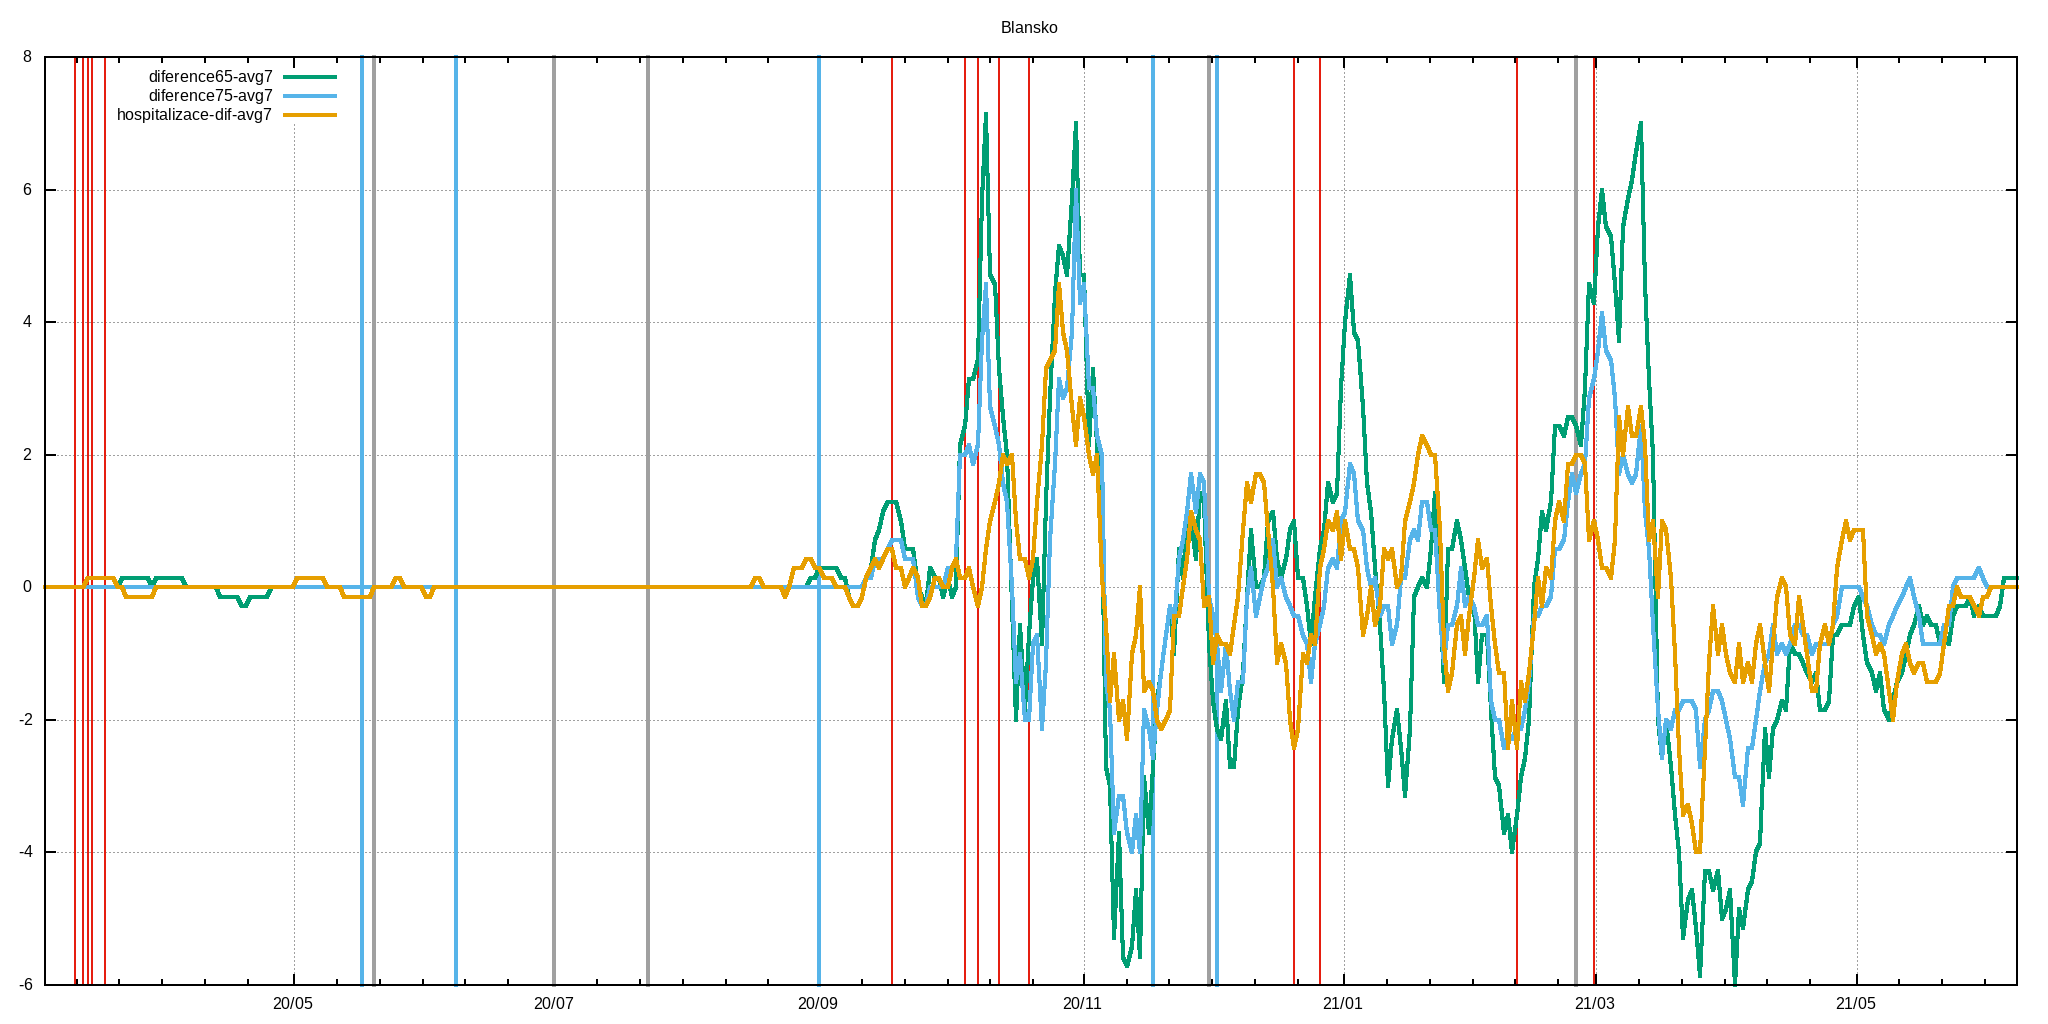 Blansko
8
diference65-avg7
diference75-avg7
hospitalizace-dif-avg7
6
4
2
0
-2
-4
-6
20/05 20/07 20/09 20/11 21/01 21/03 21/05